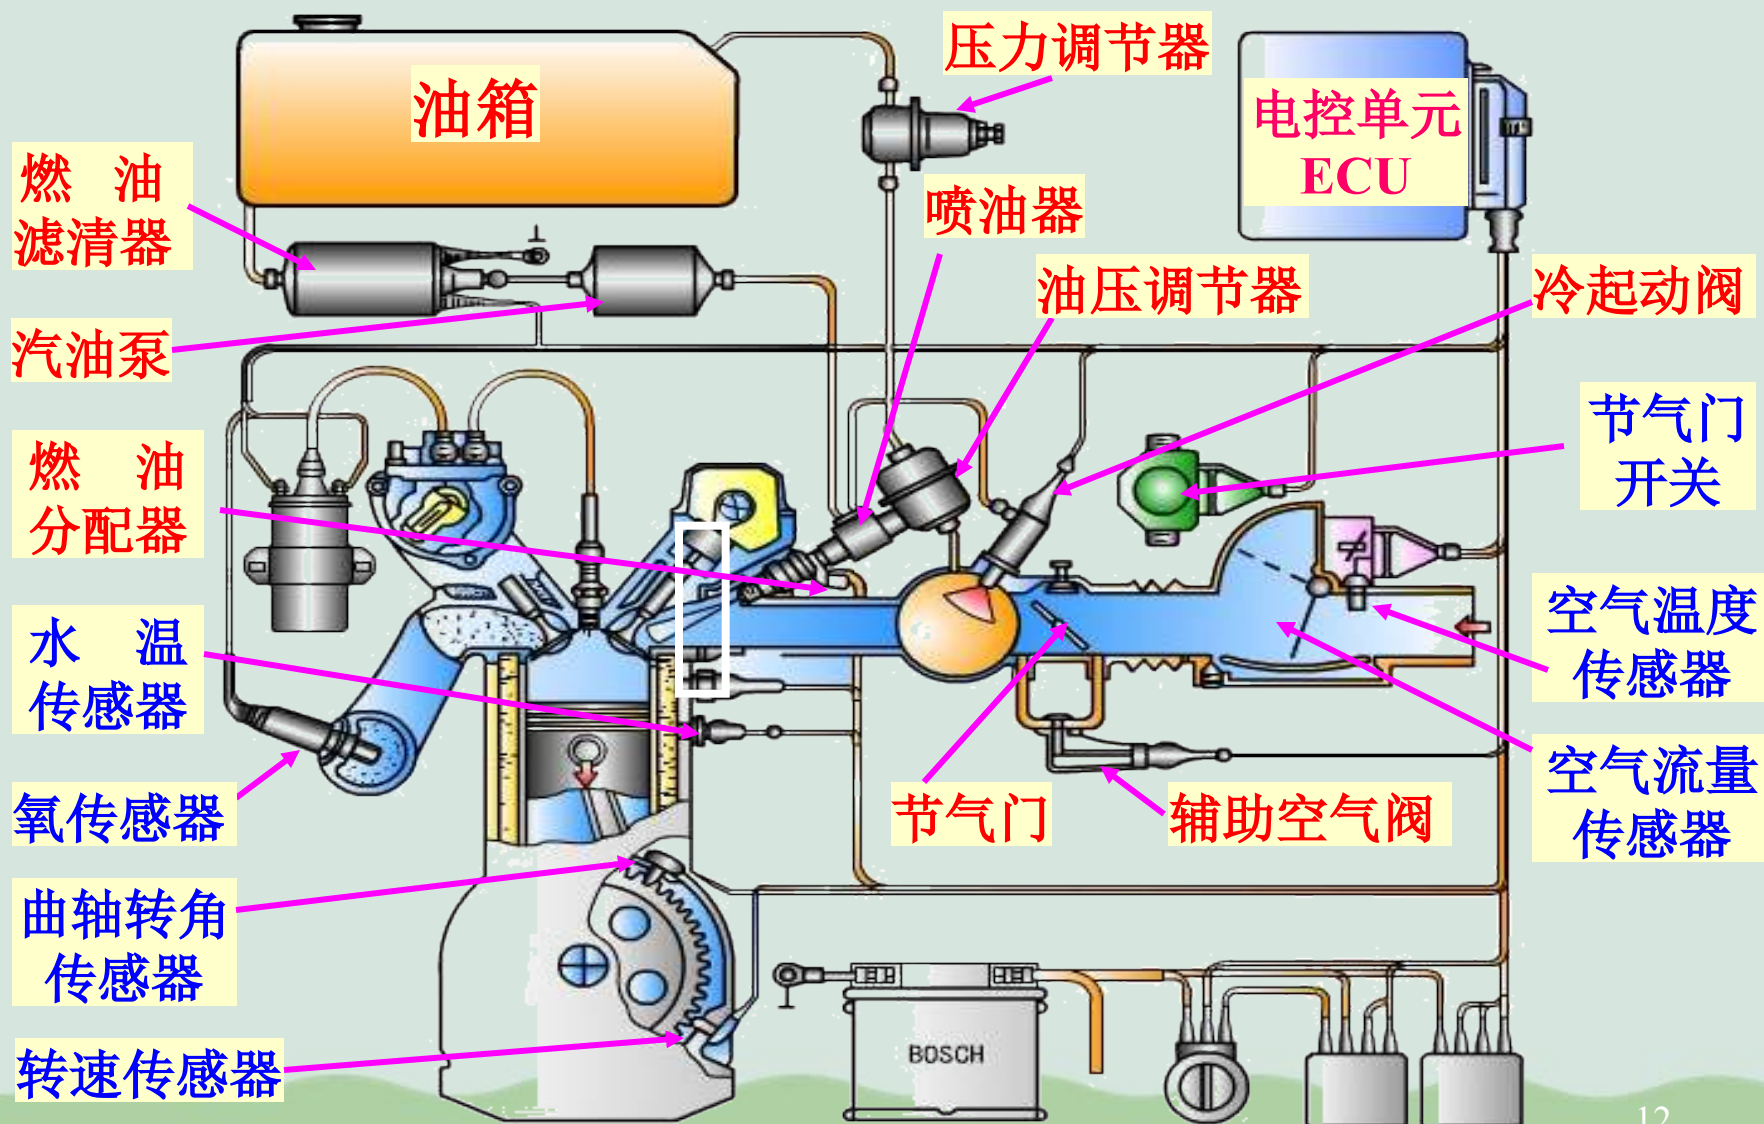 油箱
压力调节器
电控单元
ECU
燃 油
滤清器
喷油器
油压调节器
冷起动阀
汽油泵
节气门
开关
燃 油
分配器
水 温
传感器
空气温度
传感器
氧传感器
节气门
辅助空气阀
空气流量
传感器
曲轴转角
传感器
转速传感器
BOSCH
12